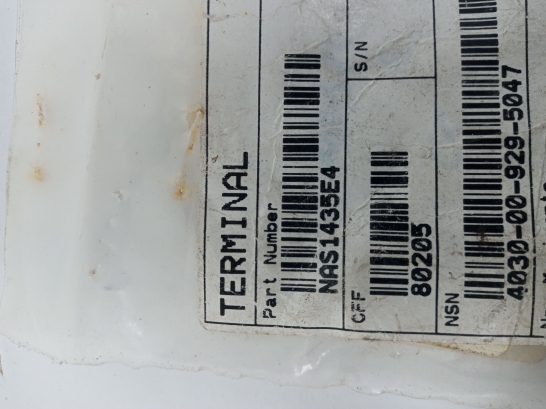 TERMINAL
Part Number
NAS1435E4
CFF
80205
S/N
NSN
4030-00-929-5047